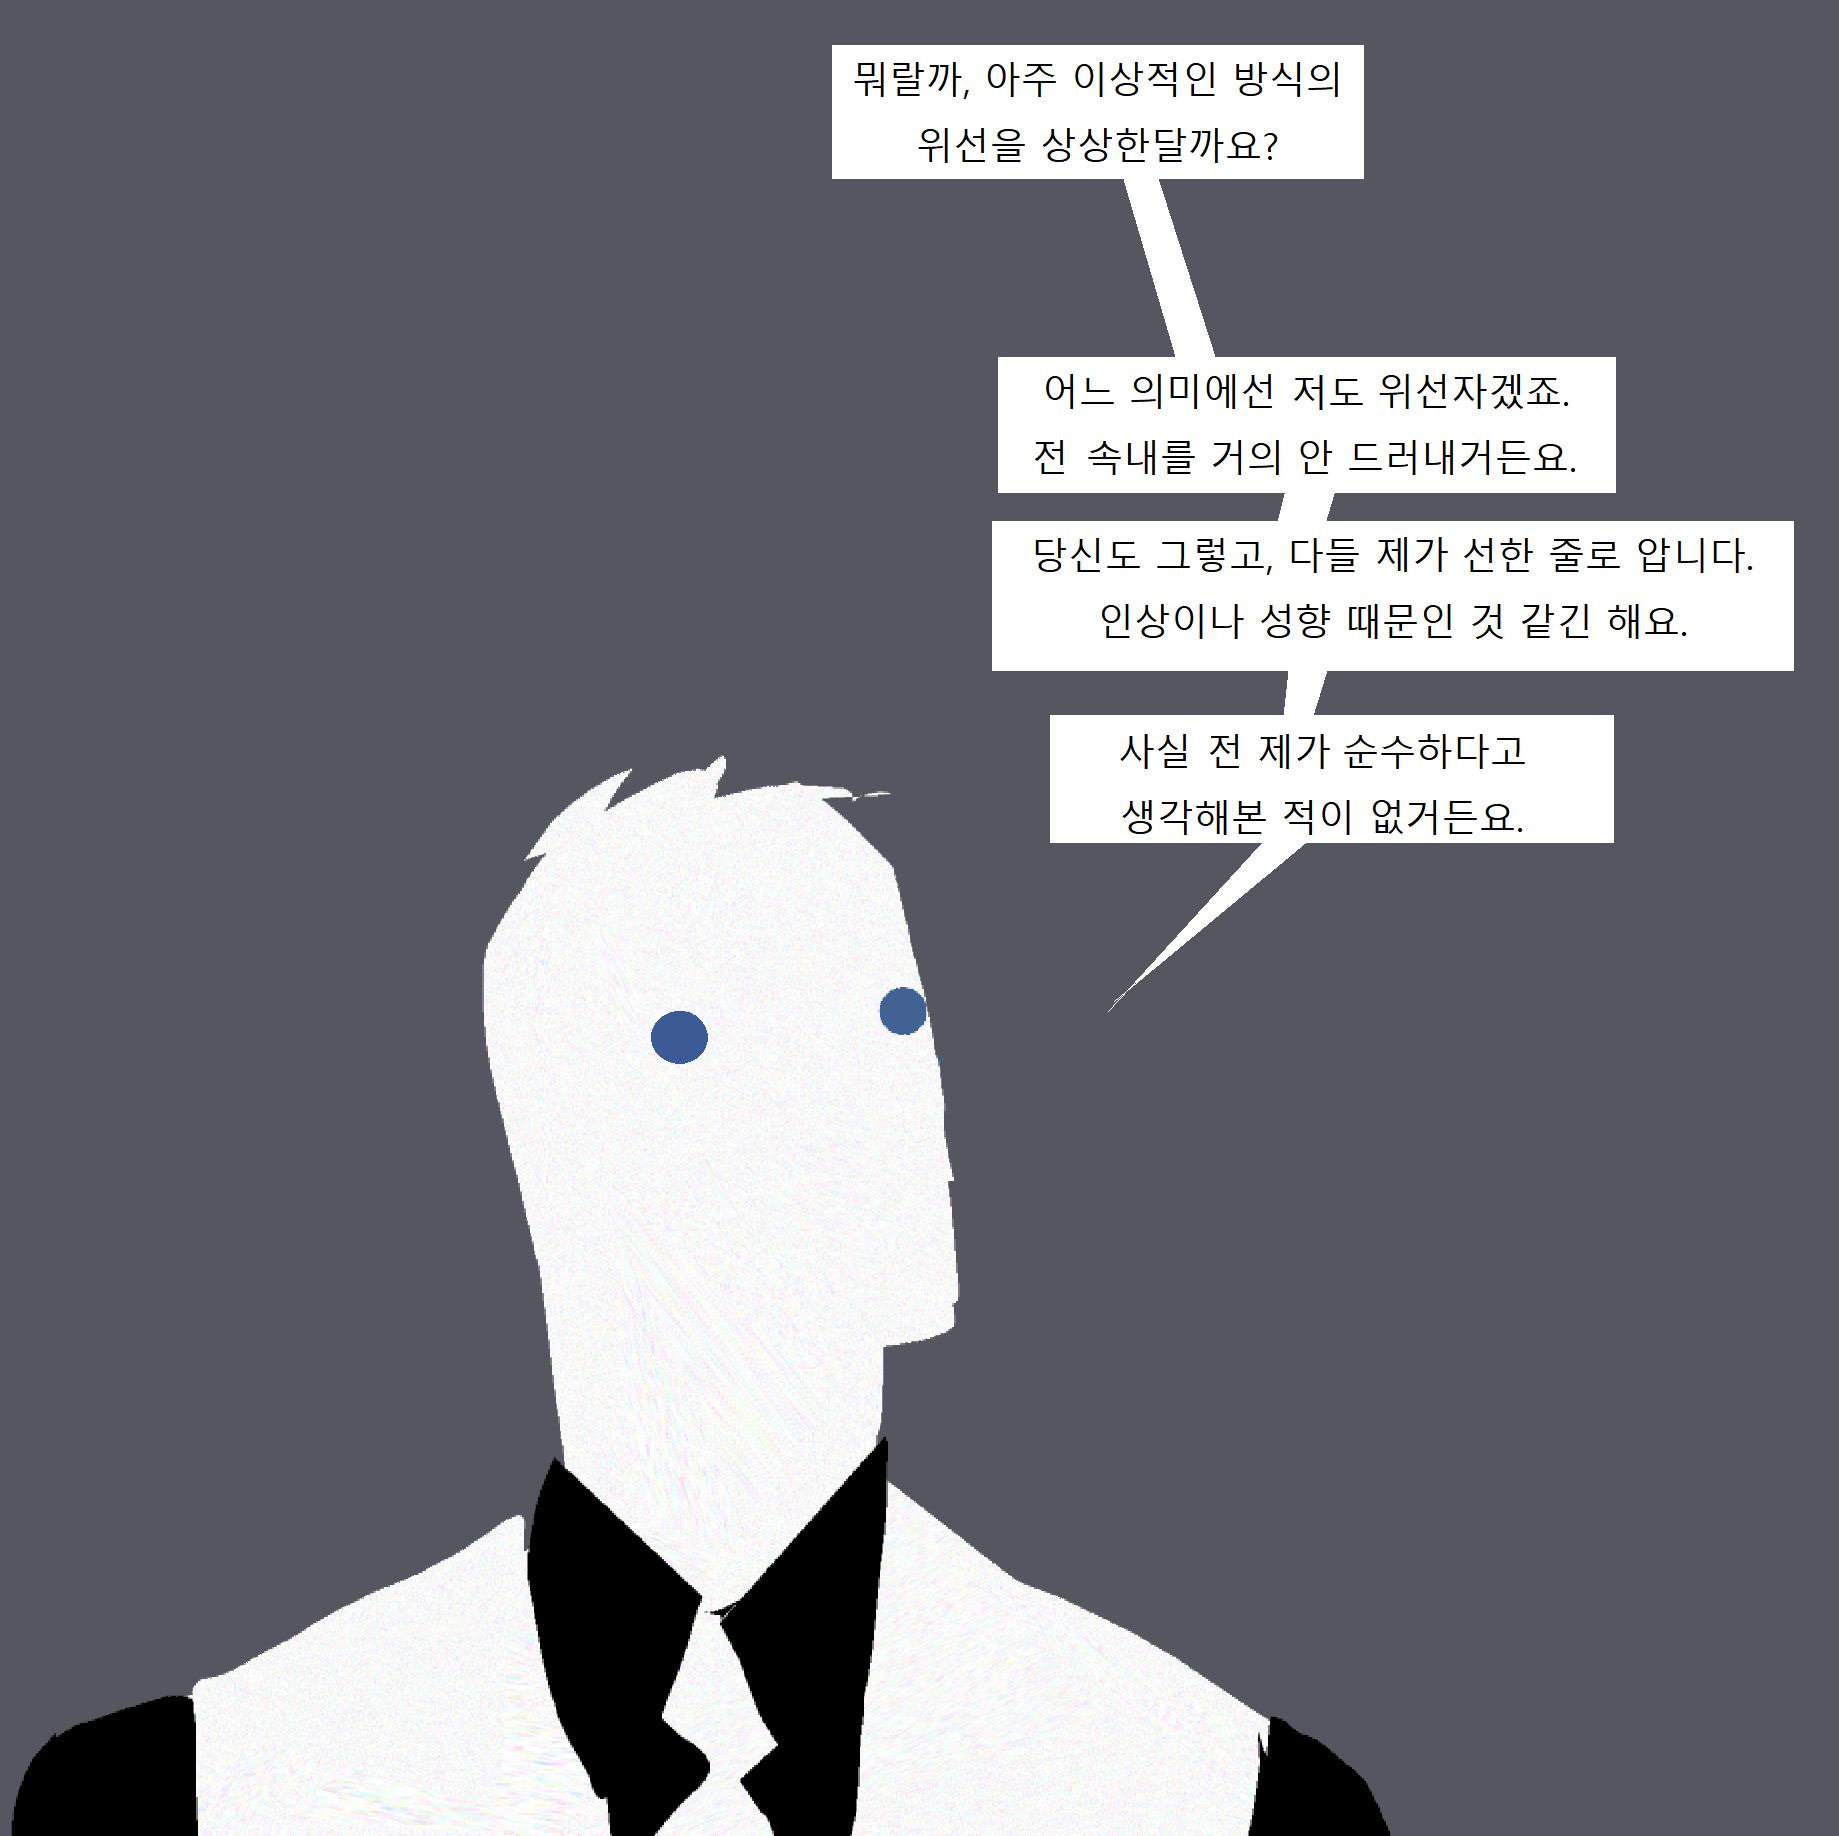 뭐랄까, 아주 이상적인 방식의
위선을 상상한달까요?
어느 의미에선 저도 위선자겠죠.
전 속내를 거의 안 드러내거든요.
당신도 그렇고, 다들 제가 선한 줄로 압니다.
인상이나 성향 때문인 것 같긴 해요.
사실 전 제가 순수하다고
생각해본 적이 없거든요.